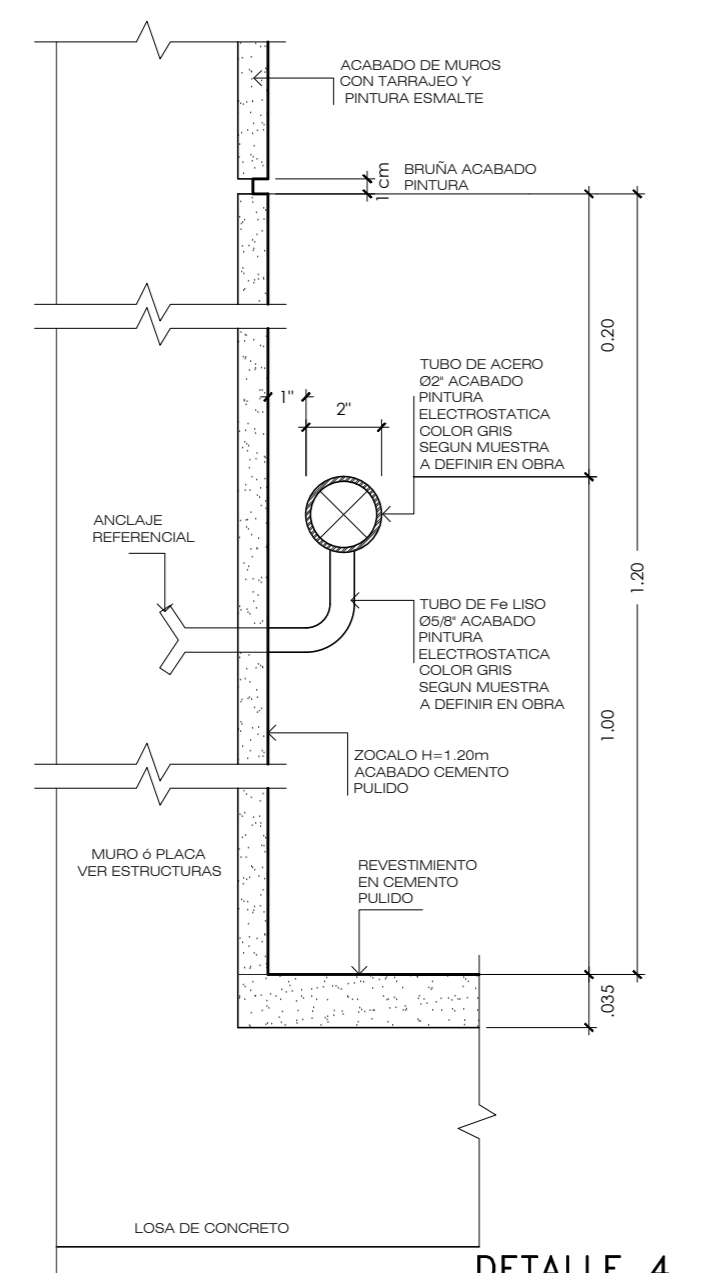 ACABADO DE MUROS
CON TARRAJEO Y
PINTURA ESMALTE
1 cm
BRUÑA ACABADO
PINTURA
0.20
TUBO DE ACERO
Ø2" ACABADO
PINTURA
ELECTROSTATICA
COLOR GRIS
SEGUN MUESTRA
A DEFINIR EN OBRA
1"
2"
ANCLAJE
REFERENCIAL
1.20
TUBO DE Fe LISO
Ø5/8" ACABADO
PINTURA
ELECTROSTATICA
COLOR GRIS
SEGUN MUESTRA
A DEFINIR EN OBRA
1.00
ZOCALO H=1.20m
ACABADO CEMENTO
PULIDO
MURO ó PLACA
VER ESTRUCTURAS
REVESTIMIENTO
EN CEMENTO
PULIDO
.035
LOSA DE CONCRETO
DETALLE 4